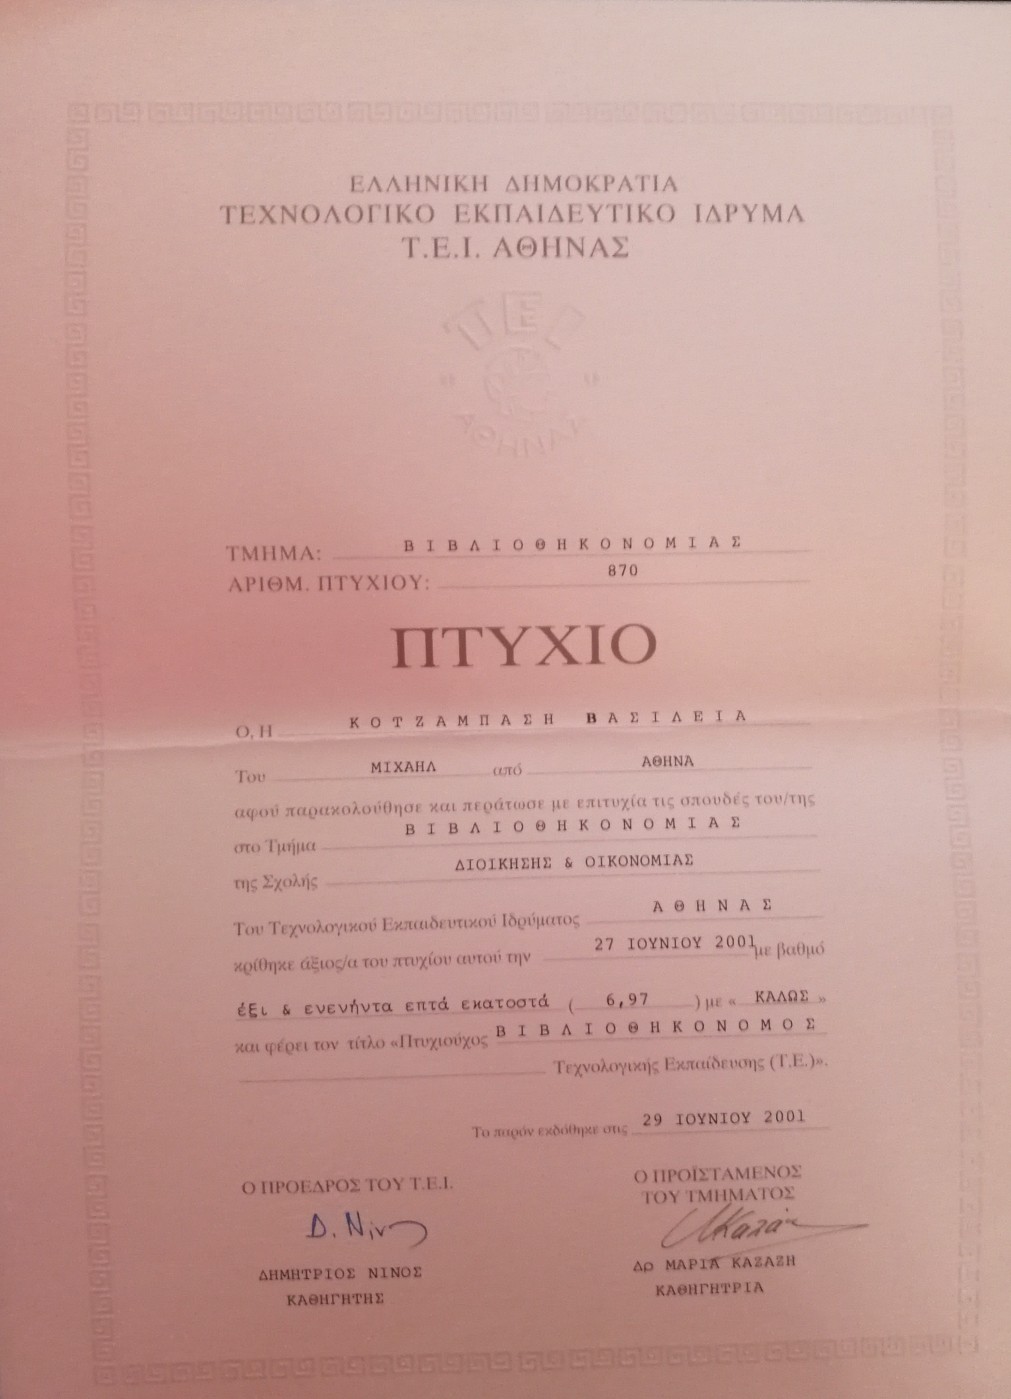 ΕΛΛΗΝΙΚΗ ΔΗΜΟΚΡΑΤΙΑ
ΤΕΧΝΟΛΟΓΙΚΟ ΕΚΠΑΙΔΕΥΤΙΚΟ ΙΔΡΥΜΑ
Τ.Ε.Ι. ΑΘΗΝΑΣ
ΤΕΙ
ΑΘΗΝΑΣ
ΤΜΗΜΑ: ΒΙΒΛΙΟΘΗΚΟΝΟΜΙΑΣ
ΑΡΙΘΜ. ΠΤΥΧΙΟΥ: 870
ΠΤΥΧΙΟ
Ο, Η ΚΟΤΖΑΜΠΑΣΗ ΒΑΣΙΛΕΙΑ
Του ΜΙΧΑΗΛ από ΑΘΗΝΑ
αφού παρακολούθησε και περάτωσε με επιτυχία τις σπουδές του/της
στο Τμήμα ΒΙΒΛΙΟΘΗΚΟΝΟΜΙΑΣ
της Σχολής ΔΙΟΙΚΗΣΗΣ & ΟΙΚΟΝΟΜΙΑΣ
Του Τεχνολογικού Εκπαιδευτικού Ιδρύματος ΑΘΗΝΑΣ
κρίθηκε άξιος/α του πτυχίου αυτού την 27 ΙΟΥΝΙΟΥ 2001 με βαθμό
έξι & ενενήντα επτά εκατοστά ( 6,97 ) με « ΚΑΛΩΣ »
και φέρει τον τίτλο «Πτυχιούχος ΒΙΒΛΙΟΘΗΚΟΝΟΜΟΣ
Τεχνολογικής Εκπαίδευσης (Τ.Ε.)».
Το παρόν εκδόθηκε στις 29 ΙΟΥΝΙΟΥ 2001
Ο ΠΡΟΕΔΡΟΣ ΤΟΥ Τ.Ε.Ι.
Δ. Νίνος
ΔΗΜΗΤΡΙΟΣ ΝΙΝΟΣ
ΚΑΘΗΓΗΤΗΣ
Ο ΠΡΟΪΣΤΑΜΕΝΟΣ
ΤΟΥ ΤΜΗΜΑΤΟΣ
ΜΚαζάζη
Δρ ΜΑΡΙΑ ΚΑΖΑΖΗ
ΚΑΘΗΓΗΤΡΙΑ